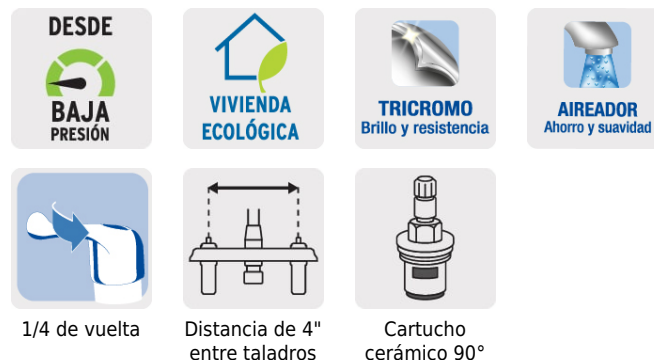 DESDE
BAJA
PRESIÓN
VIVIENDA
ECOLÓGICA
TRICROMO
Brillo y resistencia
AIREADOR
Ahorro y suavidad
1/4 de vuelta
Distancia de 4"
entre taladros
Cartucho
cerámico 90°